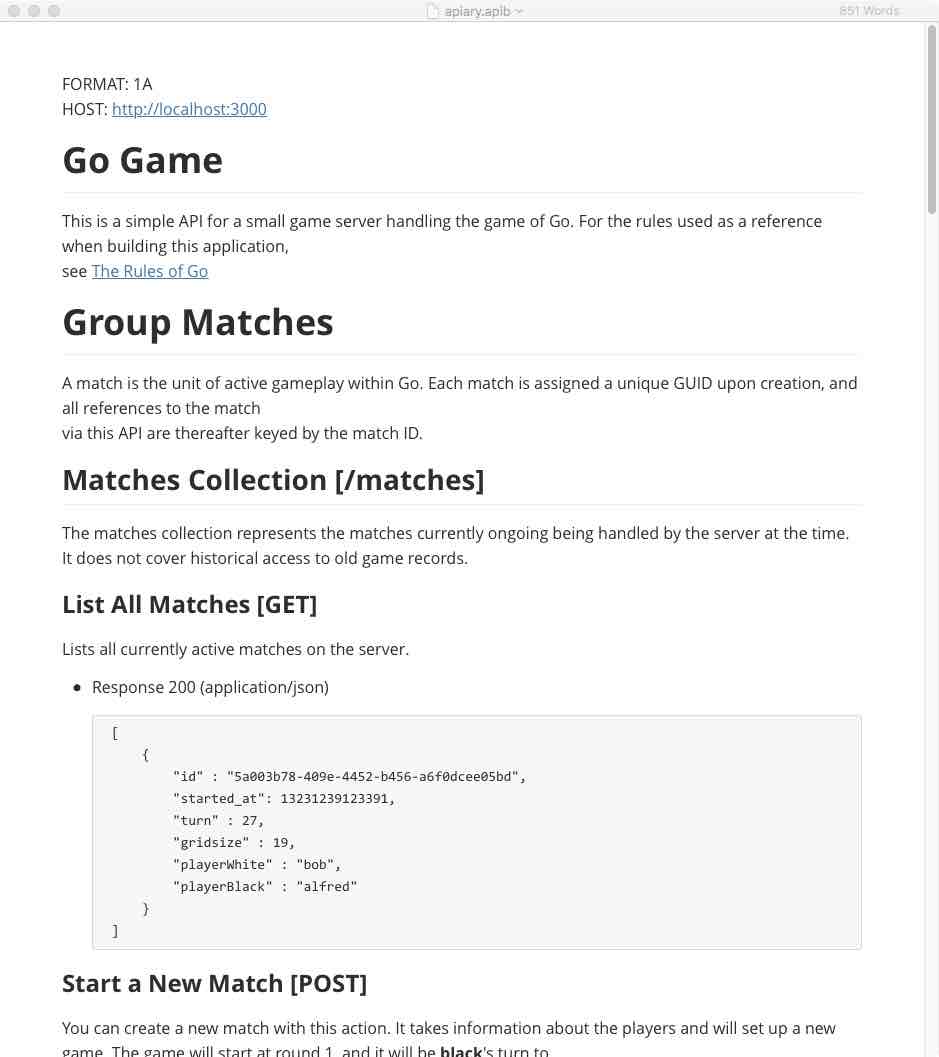 apiary.apib
851 Words
FORMAT: 1A
HOST: http://localhost:3000
Go Game
This is a simple API for a small game server handling the game of Go. For the rules used as a reference
when building this application,
see The Rules of Go
Group Matches
A match is the unit of active gameplay within Go. Each match is assigned a unique GUID upon creation, and
all references to the match
via this API are thereafter keyed by the match ID.
Matches Collection [/matches]
The matches collection represents the matches currently ongoing being handled by the server at the time.
It does not cover historical access to old game records.
List All Matches [GET]
Lists all currently active matches on the server.
● Response 200 (application/json)
[
{
"id" : "5a003b78-409e-4452-b456-a6f0dcee05bd",
"started_at": 13231239123391,
"turn" : 27,
"gridsize" : 19,
"playerWhite" : "bob",
"playerBlack" : "alfred"
}
]
Start a New Match [POST]
You can create a new match with this action. It takes information about the players and will set up a new
game. The game will start at round 1, and it will be black's turn to